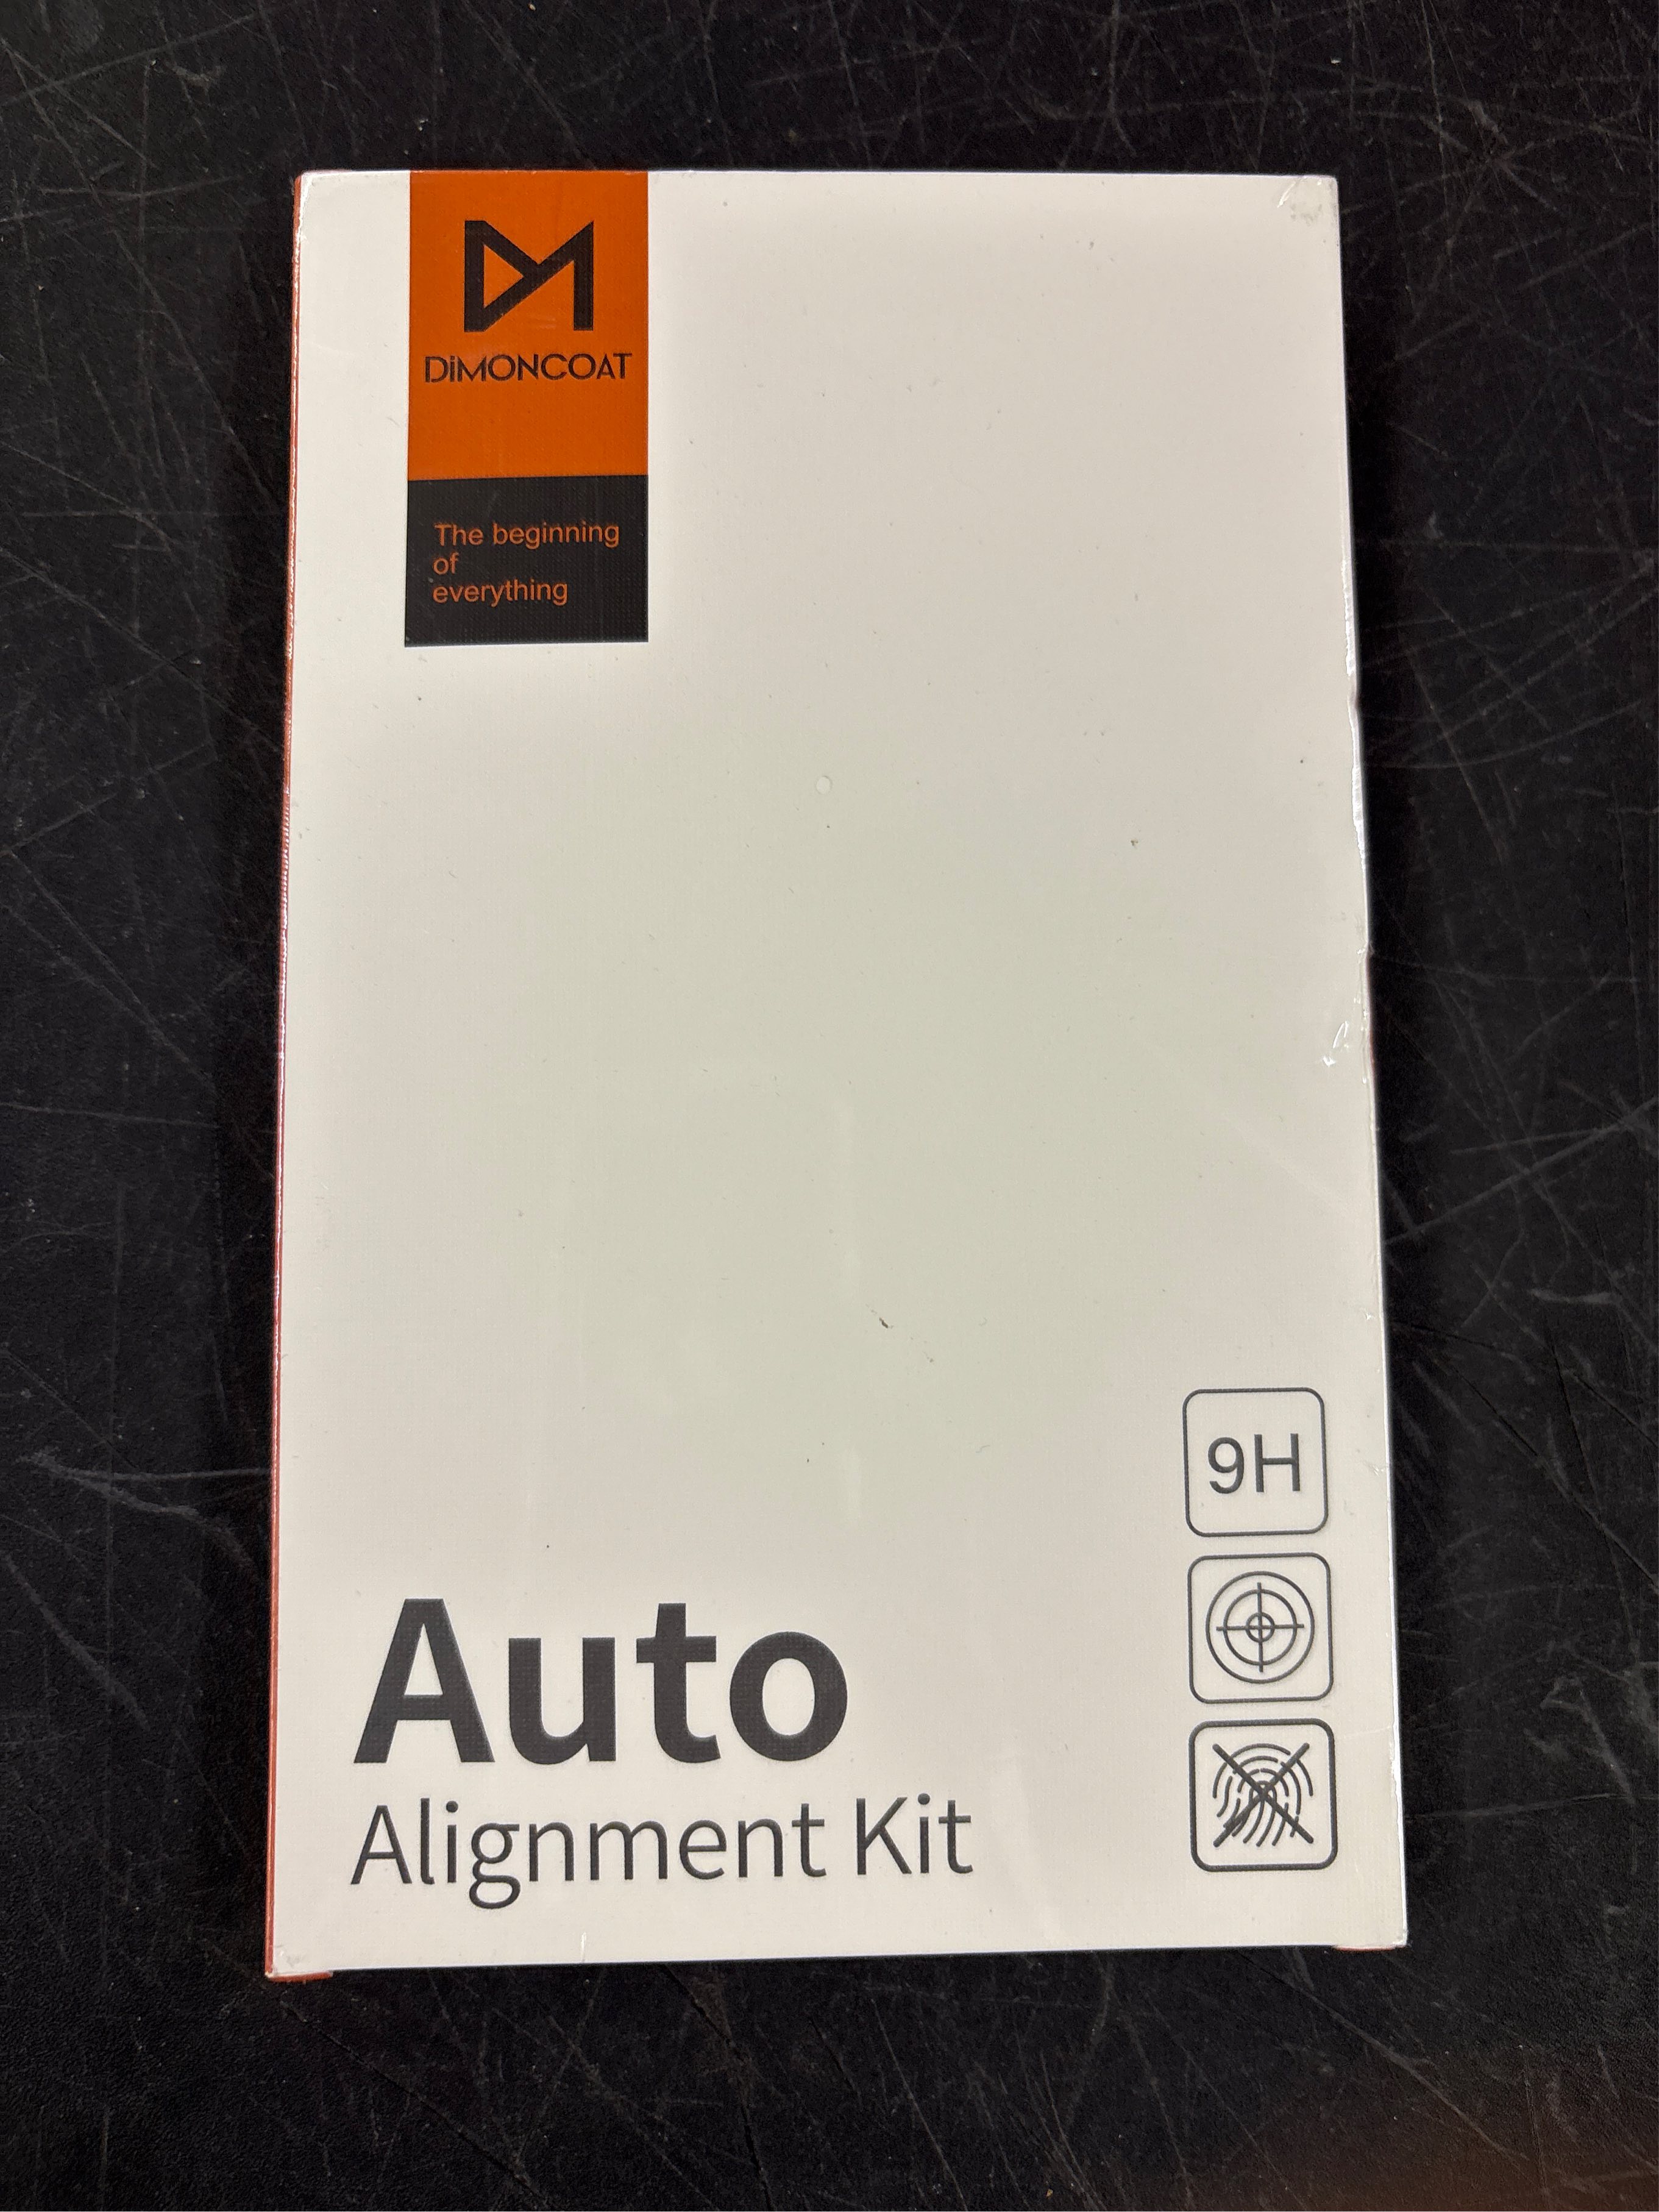 DiMONCOAT
The beginning
of
everything
9H
Auto
Alignment Kit